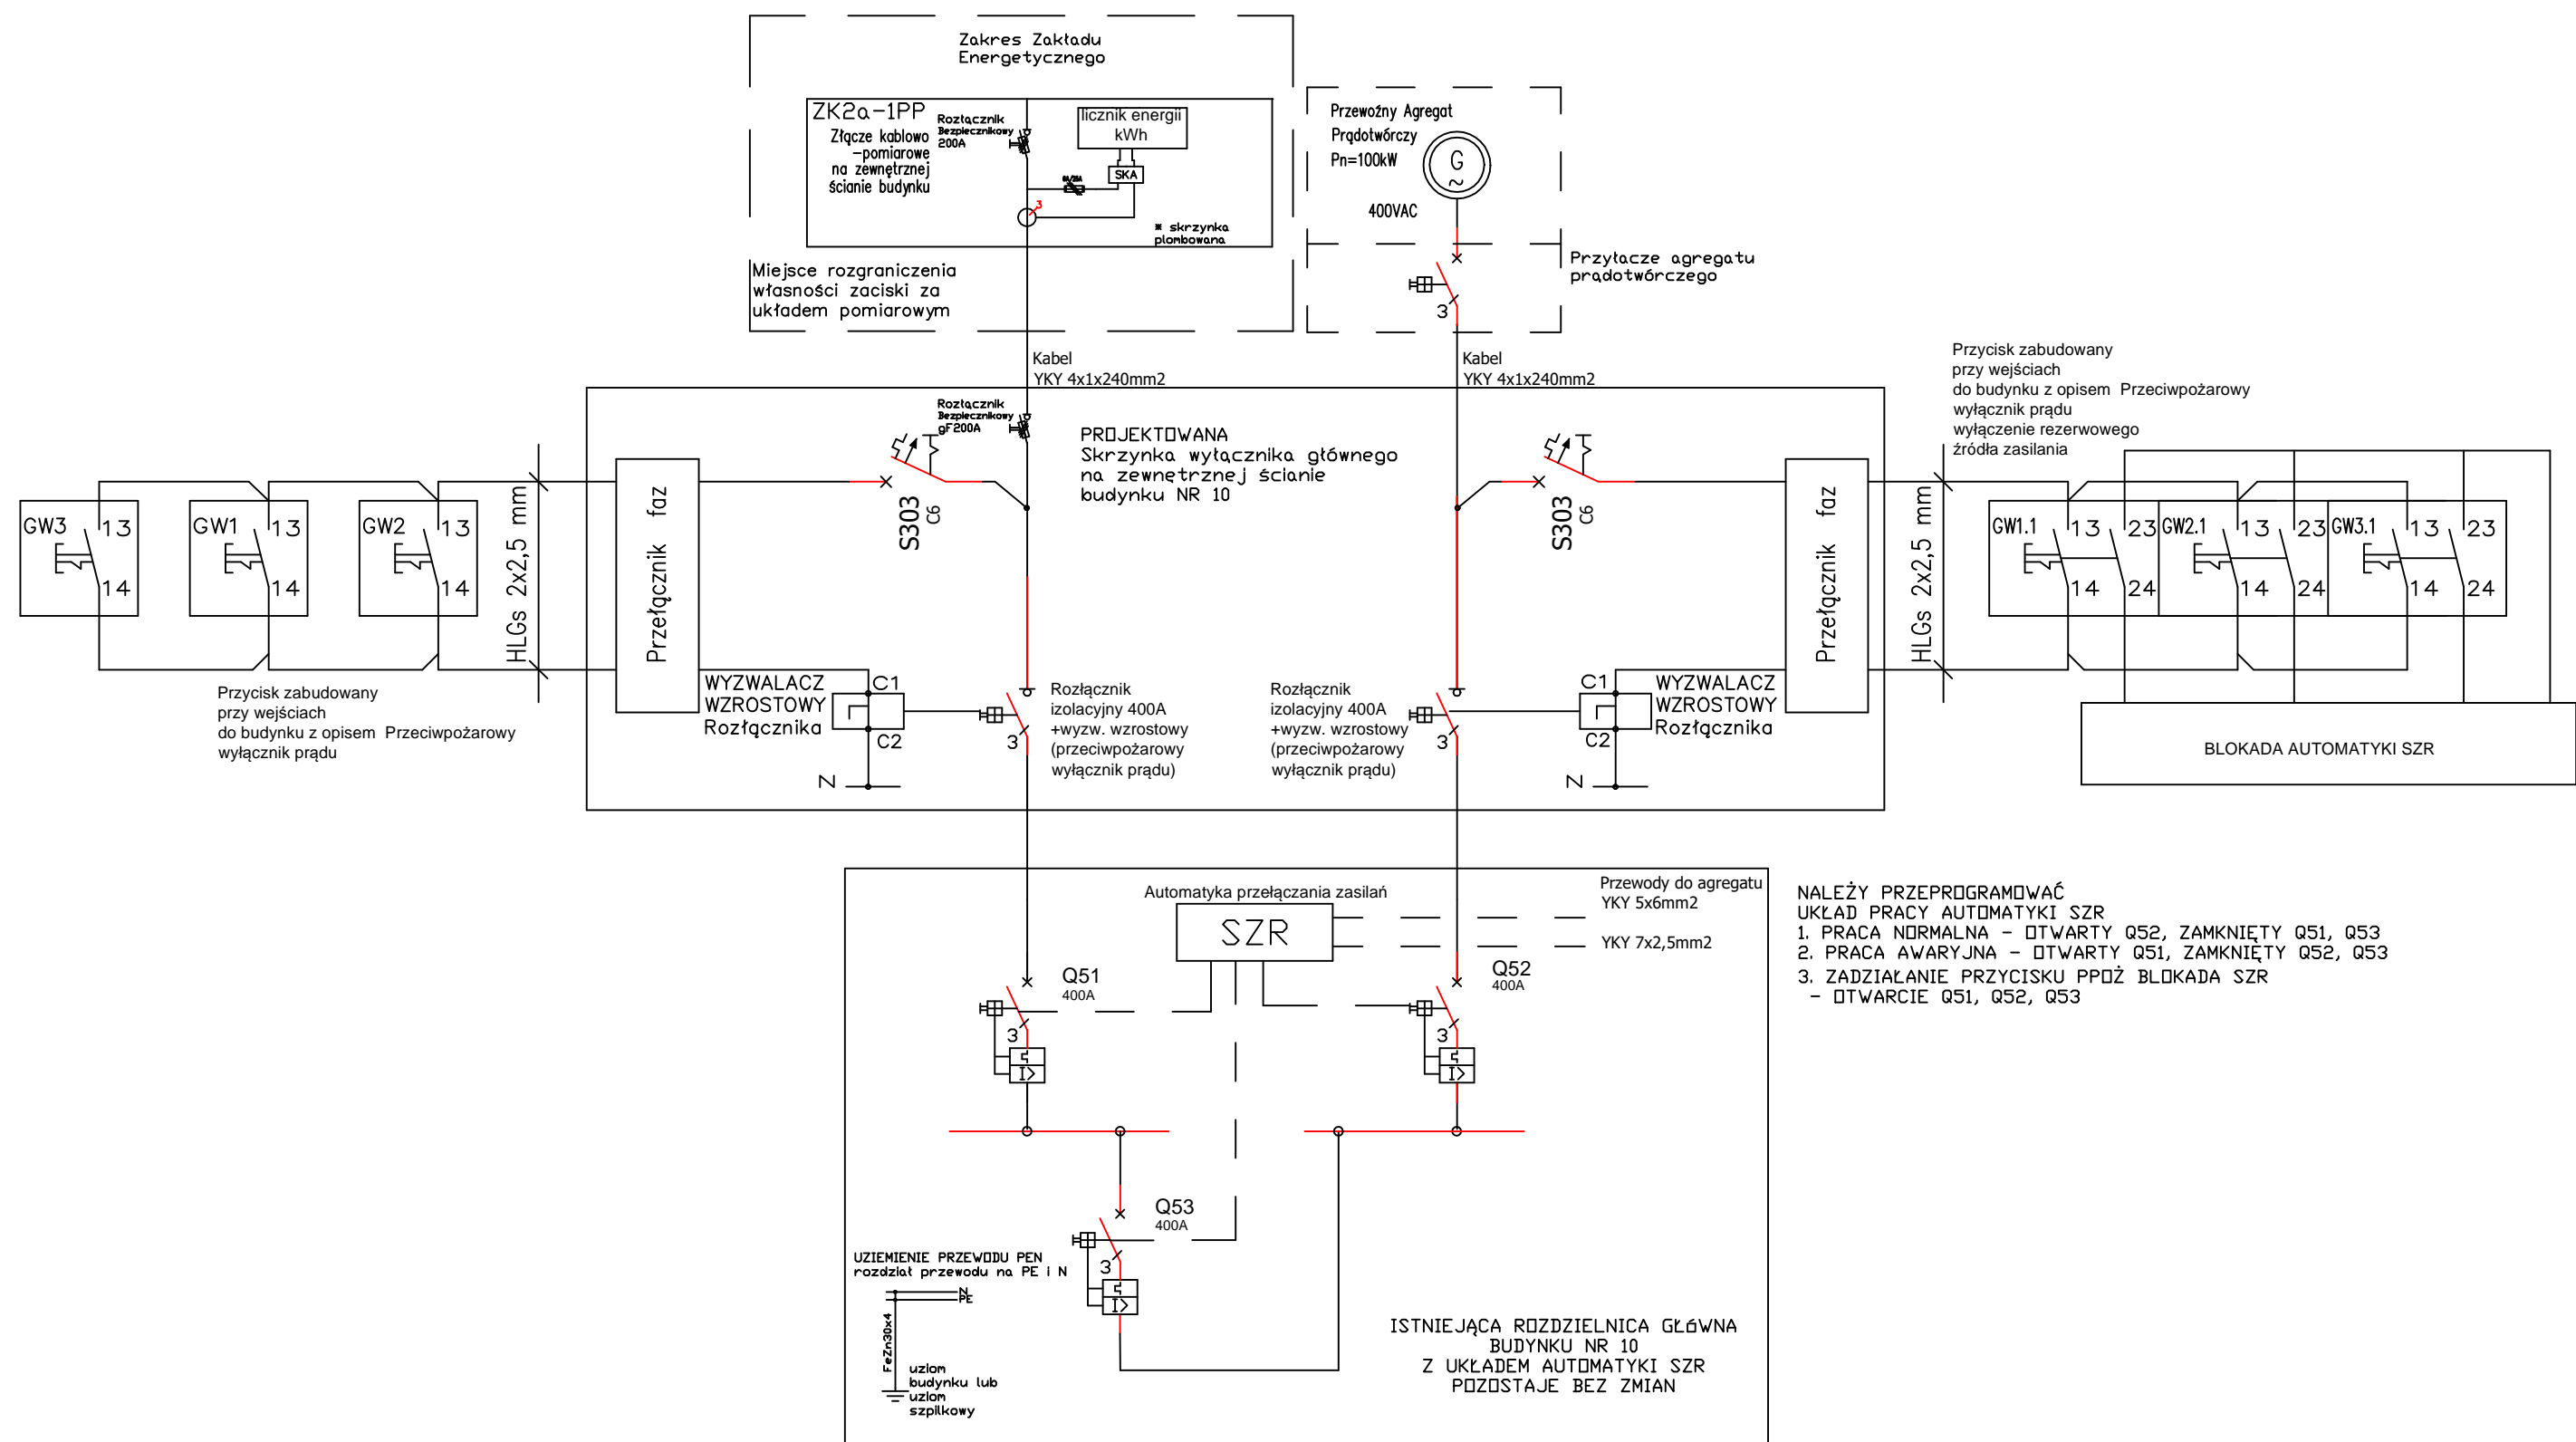 Zakres Zakładu
Energetycznego
ZK2a-1PP
Złącze kablowo
-pomiarowe
na zewnętrznej
ścianie budynku
Rozłącznik
Bezpiecznikowy
200A
licznik energii
kWh
SKA
3
* skrzynka
plombowana
Miejsce rozgraniczenia
własności zaciski za
układem pomiarowym
Przewoźny Agregat
Prądotwórczy
Pn=100kW
G
~
400VAC
3
Przyłacze agregatu
prądotwórczego
Kabel
YKY 4x1x240mm2
Kabel
YKY 4x1x240mm2
Rozłącznik
Bezpiecznikowy
gF200A
PROJEKTOWANA
Skrzynka wyłącznika głównego
na zewnętrznej ścianie
budynku NR 10
S303
C6
S303
C6
GW3
13
14
GW1
13
14
GW2
13
14
HLGs 2x2,5 mm
Przełącznik faz
Przycisk zabudowany
przy wejściach
do budynku z opisem Przeciwpożarowy
wyłącznik prądu
WYZWALACZ
WZROSTOWY
Rozłącznika
C1
C2
N
3
Rozłącznik
izolacyjny 400A
+wyzw. wzrostowy
(przeciwpożarowy
wyłącznik prądu)
Rozłącznik
izolacyjny 400A
+wyzw. wzrostowy
(przeciwpożarowy
wyłącznik prądu)
3
C1
C2
N
WYZWALACZ
WZROSTOWY
Rozłącznika
Przełącznik faz
HLGs 2x2,5 mm
Przycisk zabudowany
przy wejściach
do budynku z opisem Przeciwpożarowy
wyłącznik prądu
wyłączenie rezerwowego
źródła zasilania
GW1.1
13
23
14
24
GW2.1
13
23
14
24
GW3.1
13
23
14
24
BLOKADA AUTOMATYKI SZR
Automatyka przełączania zasilań
SZR
Przewody do agregatu
YKY 5x6mm2
YKY 7x2,5mm2
Q51
400A
3
I>
Q52
400A
3
I>
Q53
400A
3
I>
NALEŻY PRZEPROGRAMOWAĆ
UKŁAD PRACY AUTOMATYKI SZR
1. PRACA NORMALNA - OTWARTY Q52, ZAMKNIĘTY Q51, Q53
2. PRACA AWARYJNA - OTWARTY Q51, ZAMKNIĘTY Q52, Q53
3. ZADZIAŁANIE PRZYCISKU PPOŻ BLOKADA SZR
- OTWARCIE Q51, Q52, Q53
UZIEMIENIE PRZEWODU PEN
rozdział przewodu na PE i N
N
PE
FeZn30x4
uziom
budynku lub
uziom
szpilkowy
ISTNIEJĄCA ROZDZIELNICA GŁóWNA
BUDYNKU NR 10
Z UKŁADEM AUTOMATYKI SZR
POZOSTAJE BEZ ZMIAN